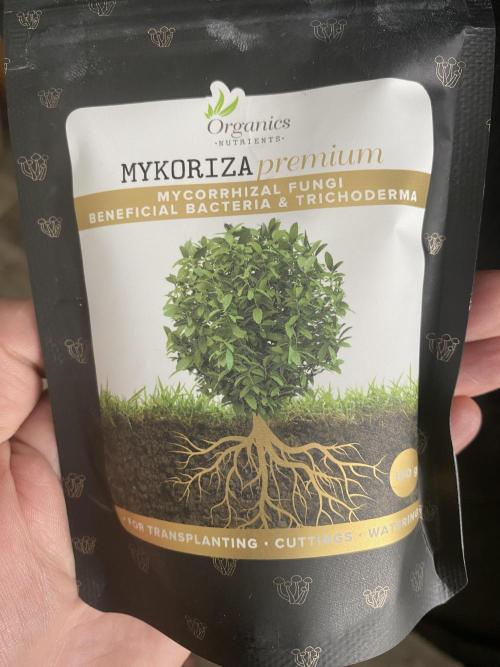 Organics
•NUTRIENTS•
MYKORIZA premium
MYCORRHIZAL FUNGI
BENEFICIAL BACTERIA & TRICHODERMA
FOR TRANSPLANTING • CUTTINGS • WATERING